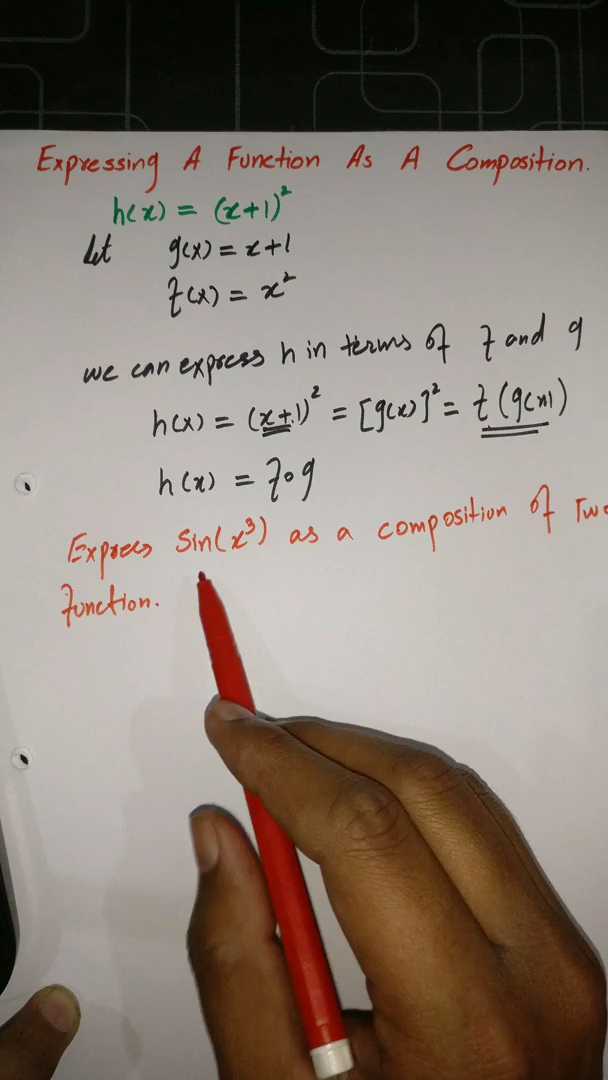 Expressing A Function As A Composition.
h(x) = (x+1)²
let g(x) = x+1
f(x) = x²
we can express h in terms of f and g
h(x) = (x+1)² = [g(x)]² = f(g(x))
h(x) = f∘g
Express Sin(x³) as a composition of Two
function.